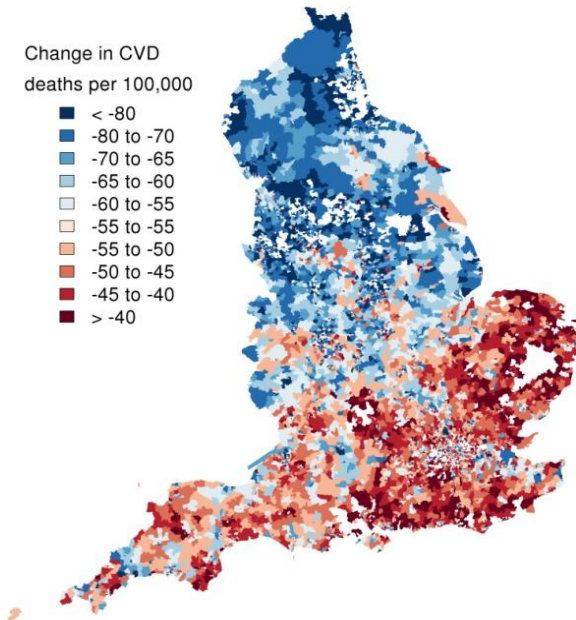 Change in CVD
deaths per 100,000
< -80
-80 to -70
-70 to -65
-65 to -60
-60 to -55
-55 to -55
-55 to -50
-50 to -45
-45 to -40
> -40